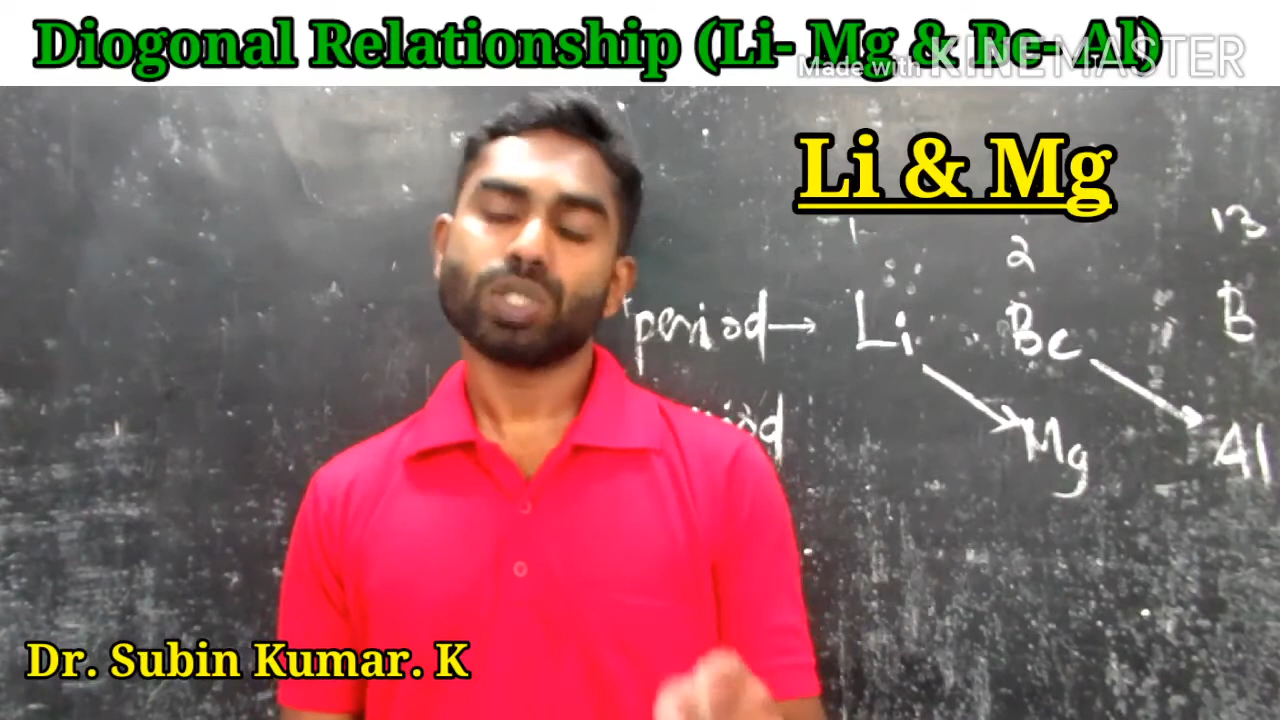 Diogonal Relationship (Li- Mg & Be- Al)
Made with KINEMASTER
Li & Mg
1 2 13
period → Li Be B
Mg Al
Dr. Subin Kumar. K